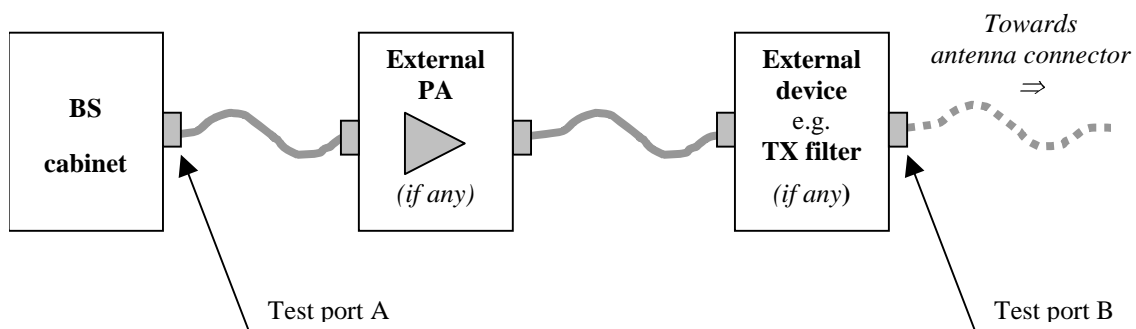 BS
cabinet
External
PA
(if any)
External
device
e.g.
TX filter
(if any)
Towards
antenna connector
⇒
Test port A
Test port B